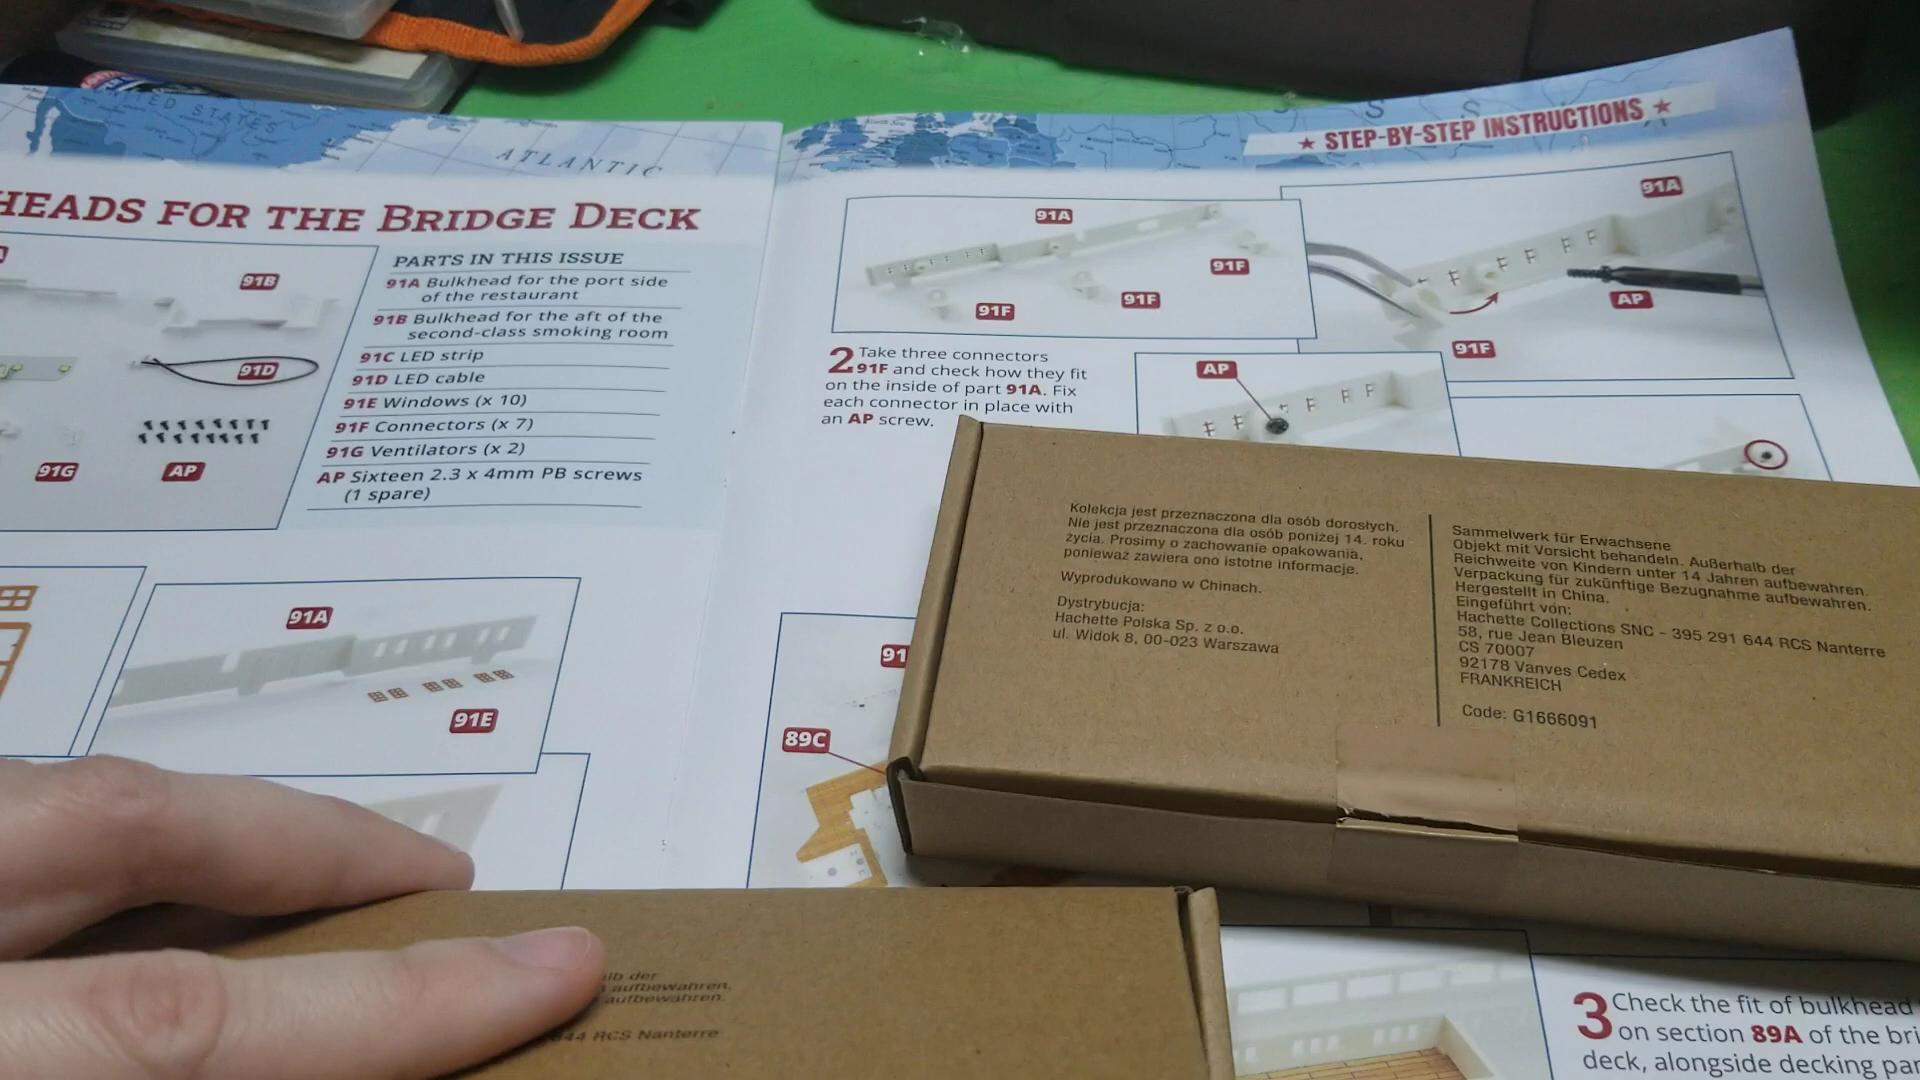 UNITED STATES
ATLANTIC
HEADS FOR THE BRIDGE DECK
91B
91D
91G
AP
PARTS IN THIS ISSUE
91A Bulkhead for the port side
of the restaurant
91B Bulkhead for the aft of the
second-class smoking room
91C LED strip
91D LED cable
91E Windows (x 10)
91F Connectors (x 7)
91G Ventilators (x 2)
AP Sixteen 2.3 x 4mm PB screws
(1 spare)
91A
91E
★ STEP-BY-STEP INSTRUCTIONS ★
91A
91F
91F
91F
91A
AP
91F
2 Take three connectors
91F and check how they fit
on the inside of part 91A. Fix
each connector in place with
an AP screw.
AP
91
89C
Kolekcja jest przeznaczona dla osób dorosłych.
Nie jest przeznaczona dla osób poniżej 14. roku
życia. Prosimy o zachowanie opakowania,
ponieważ zawiera ono istotne informacje.
Wyprodukowano w Chinach.
Dystrybucja:
Hachette Polska Sp. z o.o.
ul. Widok 8, 00-023 Warszawa
Sammelwerk für Erwachsene
Objekt mit Vorsicht behandeln. Außerhalb der
Reichweite von Kindern unter 14 Jahren aufbewahren.
Verpackung für zukünftige Bezugnahme aufbewahren.
Hergestellt in China.
Eingeführt von:
Hachette Collections SNC - 395 291 644 RCS Nanterre
58, rue Jean Bleuzen
CS 70007
92178 Vanves Cedex
FRANKREICH
Code: G1666091
der
aufbewahren.
aufbewahren.
644 RCS Nanterre
3 Check the fit of bulkhead
on section 89A of the bri
deck, alongside decking par